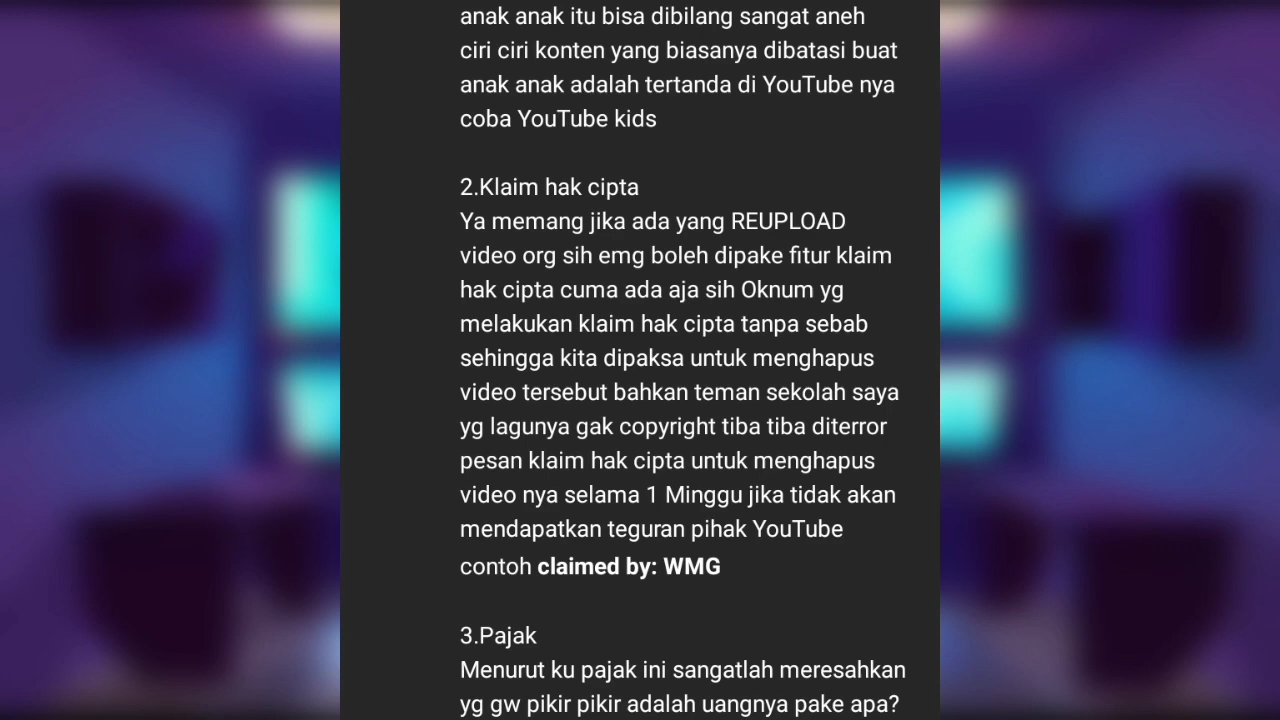 anak anak itu bisa dibilang sangat aneh
ciri ciri konten yang biasanya dibatasi buat
anak anak adalah tertanda di YouTube nya
coba YouTube kids
2.Klaim hak cipta
Ya memang jika ada yang REUPLOAD
video org sih emg boleh dipake fitur klaim
hak cipta cuma ada aja sih Oknum yg
melakukan klaim hak cipta tanpa sebab
sehingga kita dipaksa untuk menghapus
video tersebut bahkan teman sekolah saya
yg lagunya gak copyright tiba tiba diterror
pesan klaim hak cipta untuk menghapus
video nya selama 1 Minggu jika tidak akan
mendapatkan teguran pihak YouTube
contoh claimed by: WMG
3.Pajak
Menurut ku pajak ini sangatlah meresahkan
yg gw pikir pikir adalah uangnya pake apa?